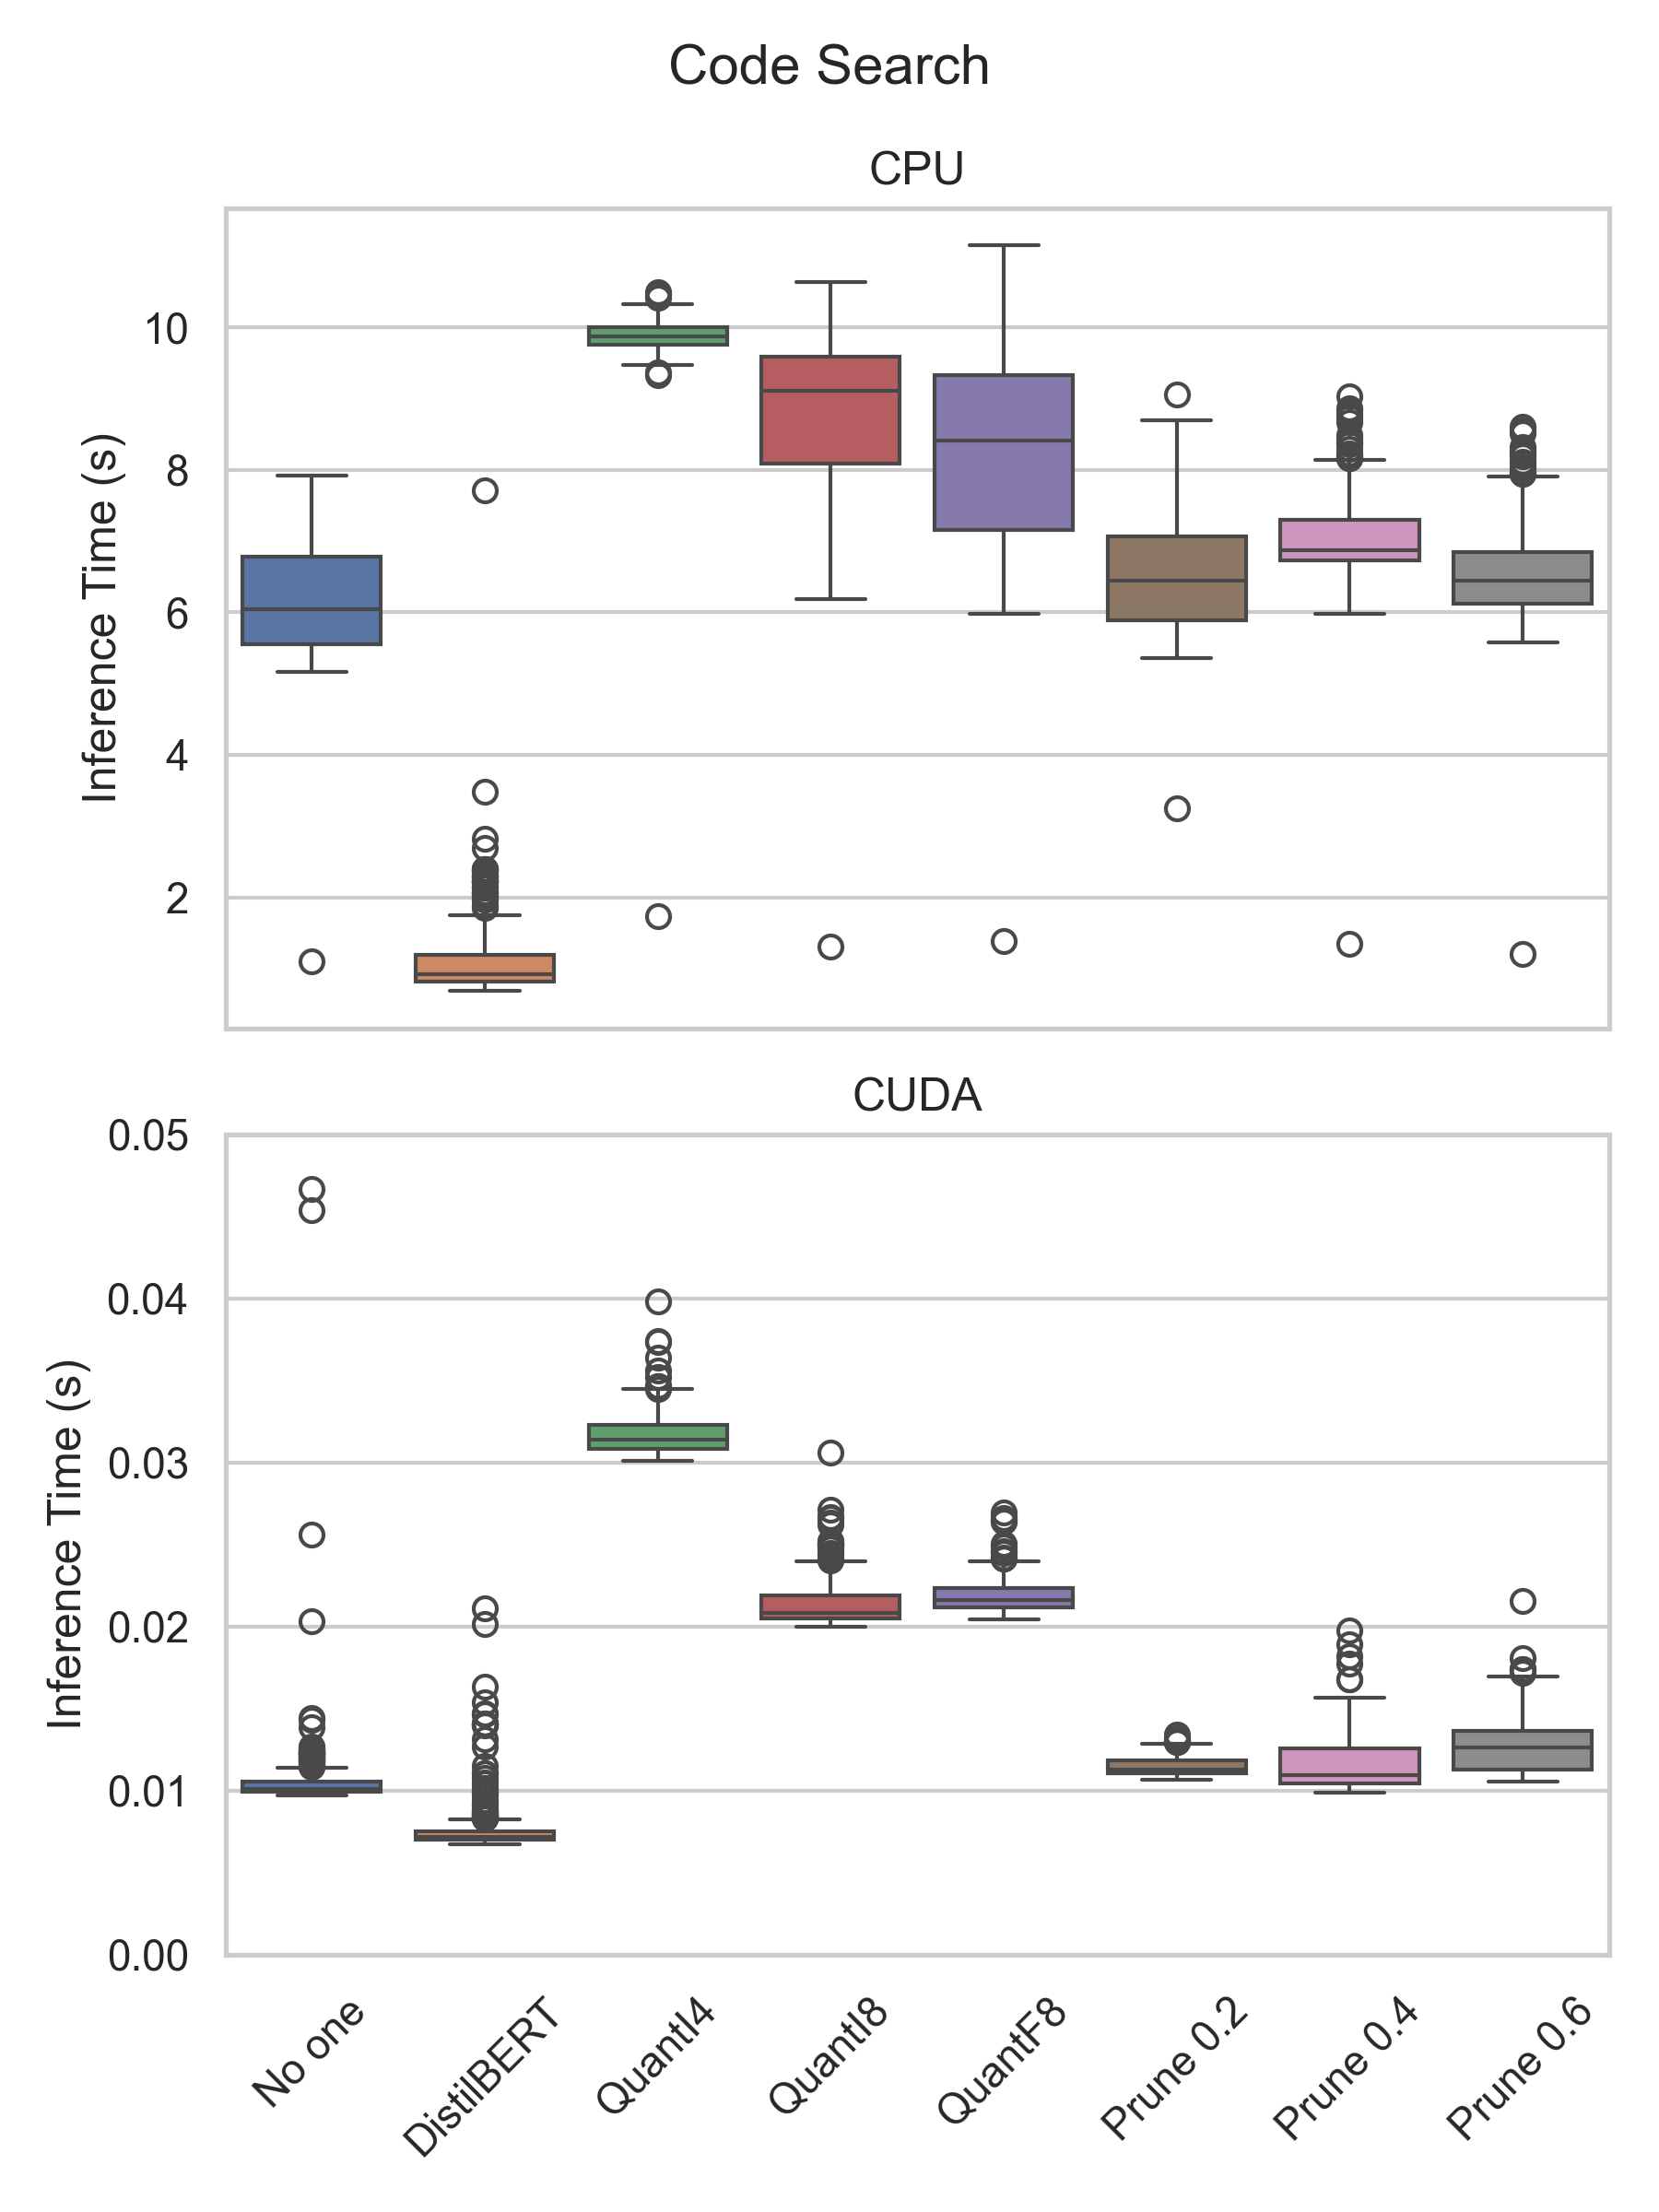 Code Search
CPU
Inference Time (s)
10
8
6
4
2
CUDA
Inference Time (s)
0.05
0.04
0.03
0.02
0.01
0.00
No one
DistilBERT
QuantI4
QuantI8
QuantF8
Prune 0.2
Prune 0.4
Prune 0.6